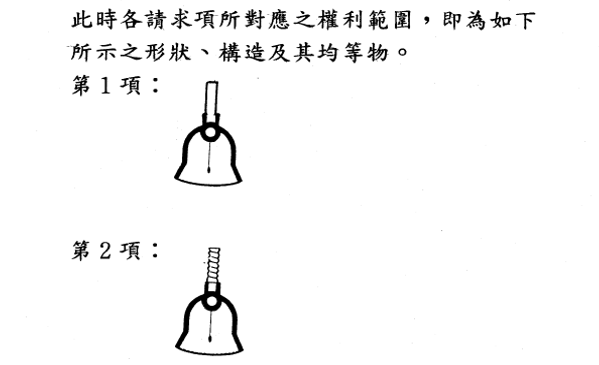 此時各請求項所對應之權利範圍，即為如下
所示之形狀、構造及其均等物。
第1項：
第2項：